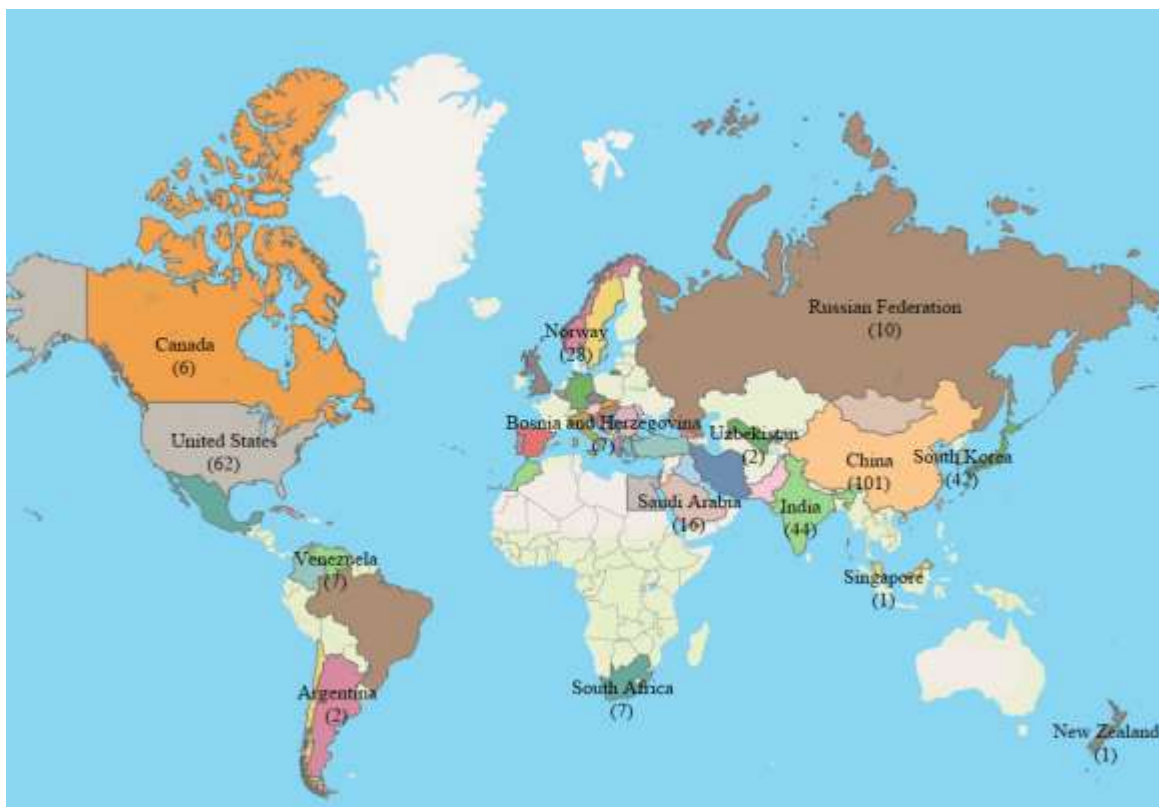 Russian Federation
(10)
Norway
(28)
Canada
(6)
Bosnia and Herzegovina
(7)
Uzbekistan
(2)
United States
(62)
China
(101)
South Korea
(42)
Saudi Arabia
(16)
India
(44)
Venezuela
Singapore
(1)
Argentina
(2)
South Africa
(7)
New Zealand
(1)